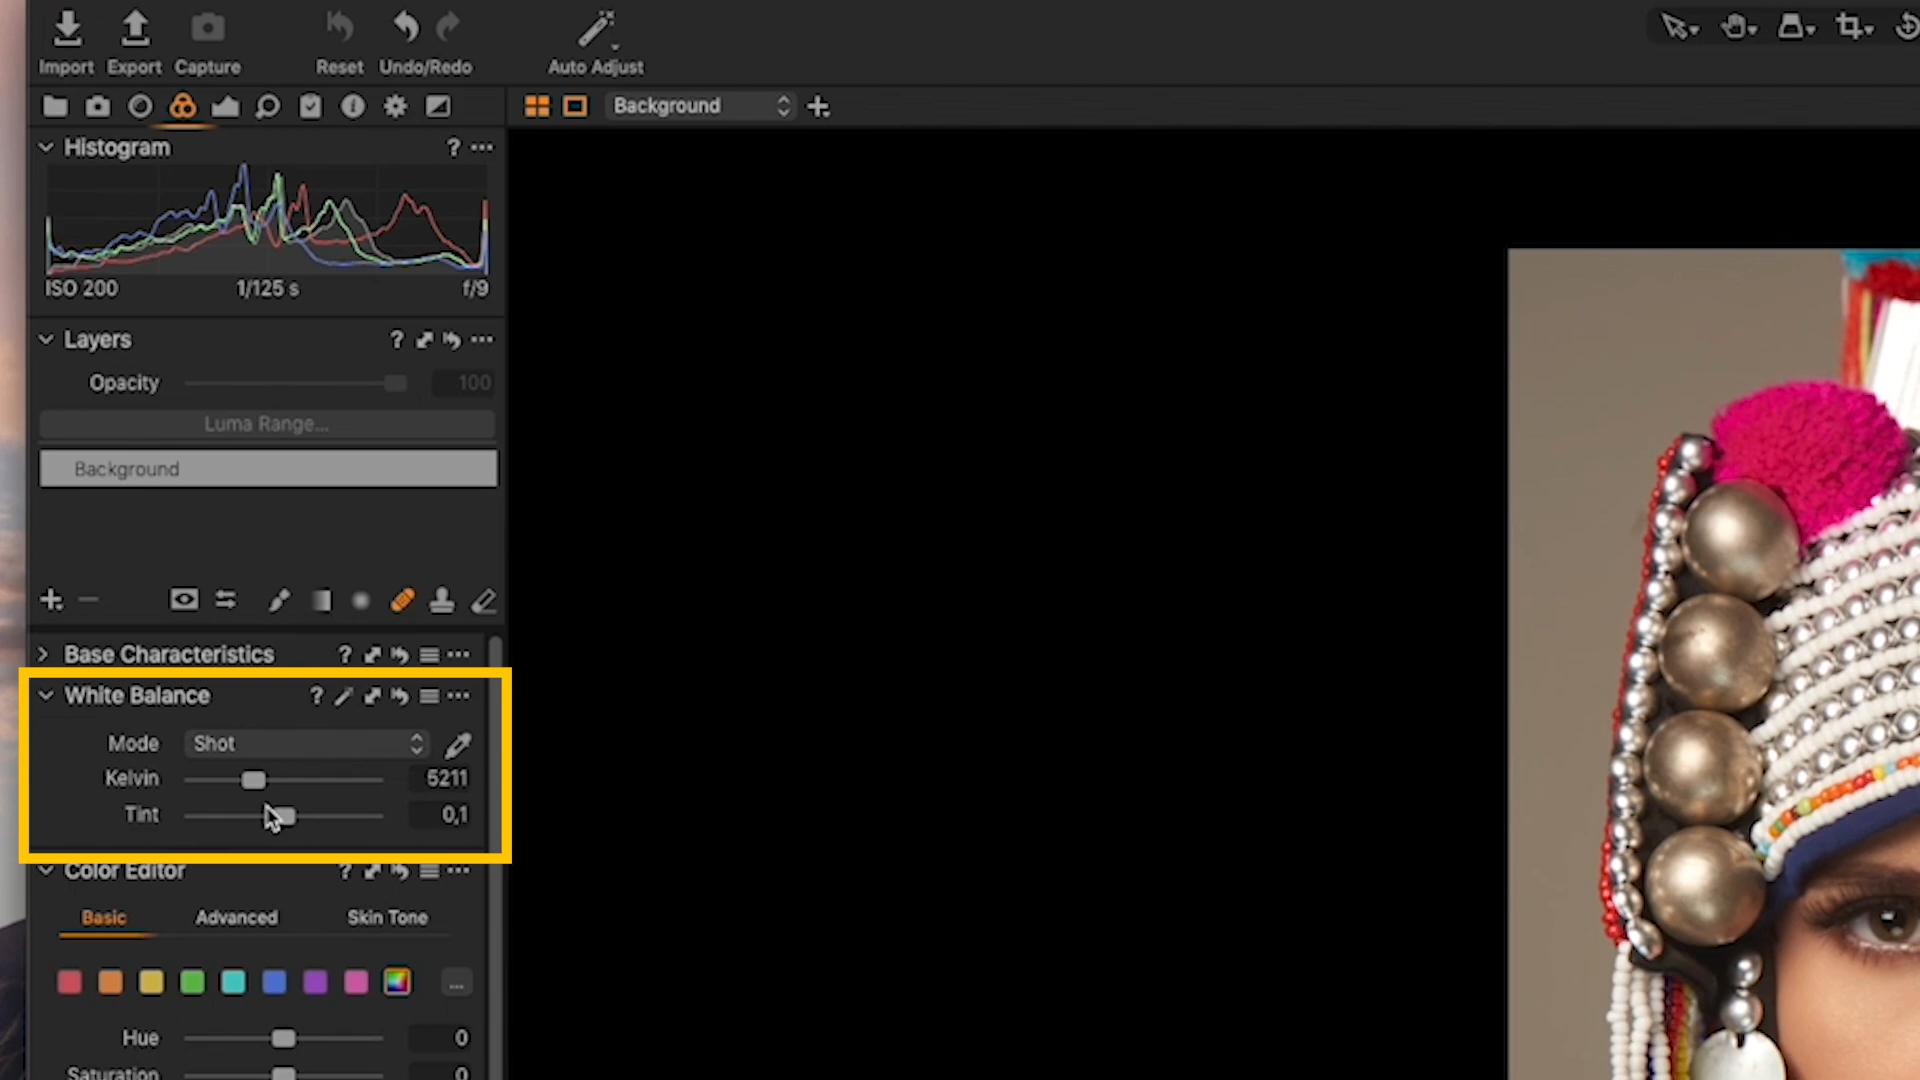 Import Export Capture Reset Undo/Redo Auto Adjust
Background
Histogram ?
ISO 200 1/125 s f/9
Layers ?
Opacity 100
Luma Range...
Background
Base Characteristics ?
White Balance ?
Mode Shot
Kelvin 5211
Tint 0,1
Color Editor ?
Basic Advanced Skin Tone
...
Hue 0
Saturation 0